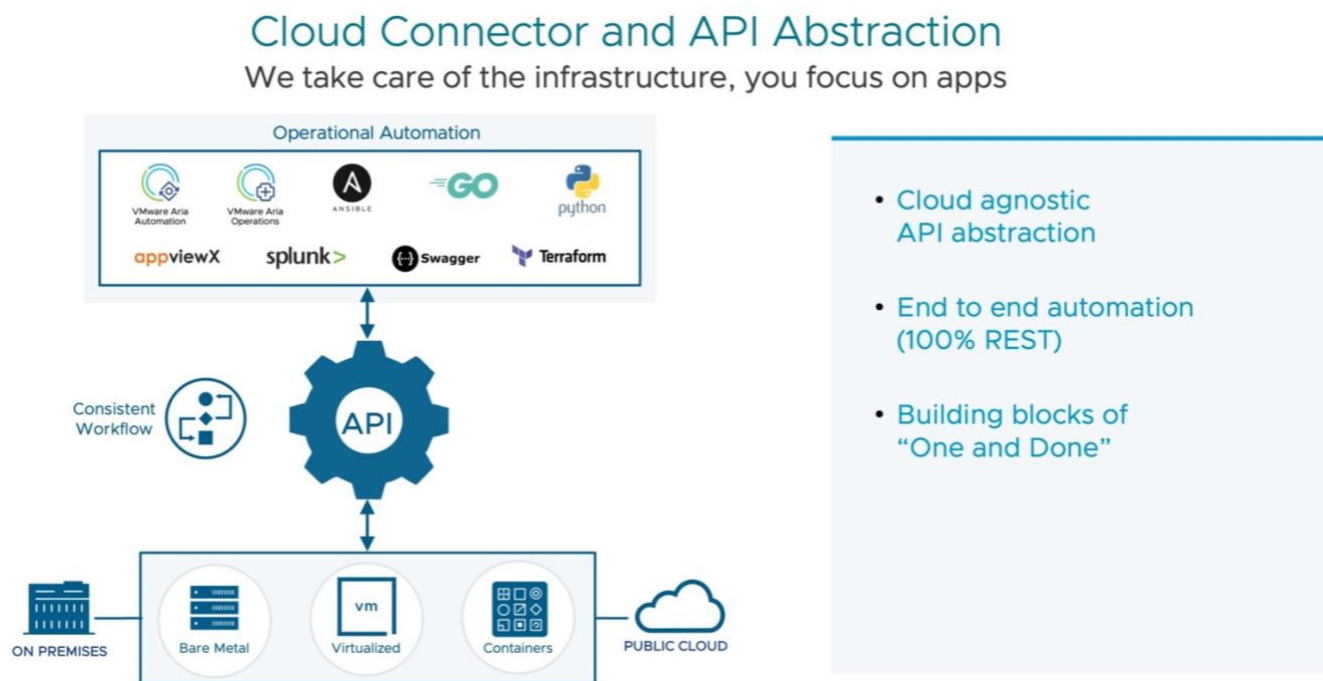 Cloud Connector and API Abstraction
We take care of the infrastructure, you focus on apps
Operational Automation
VMware Aria
Automation
VMware Aria
Operations
ANSIBLE
GO
python
appviewX
splunk>
Swagger
Terraform
Consistent
Workflow
API
ON PREMISES
Bare Metal
vm
Virtualized
Containers
PUBLIC CLOUD
• Cloud agnostic
API abstraction
• End to end automation
(100% REST)
• Building blocks of
“One and Done”